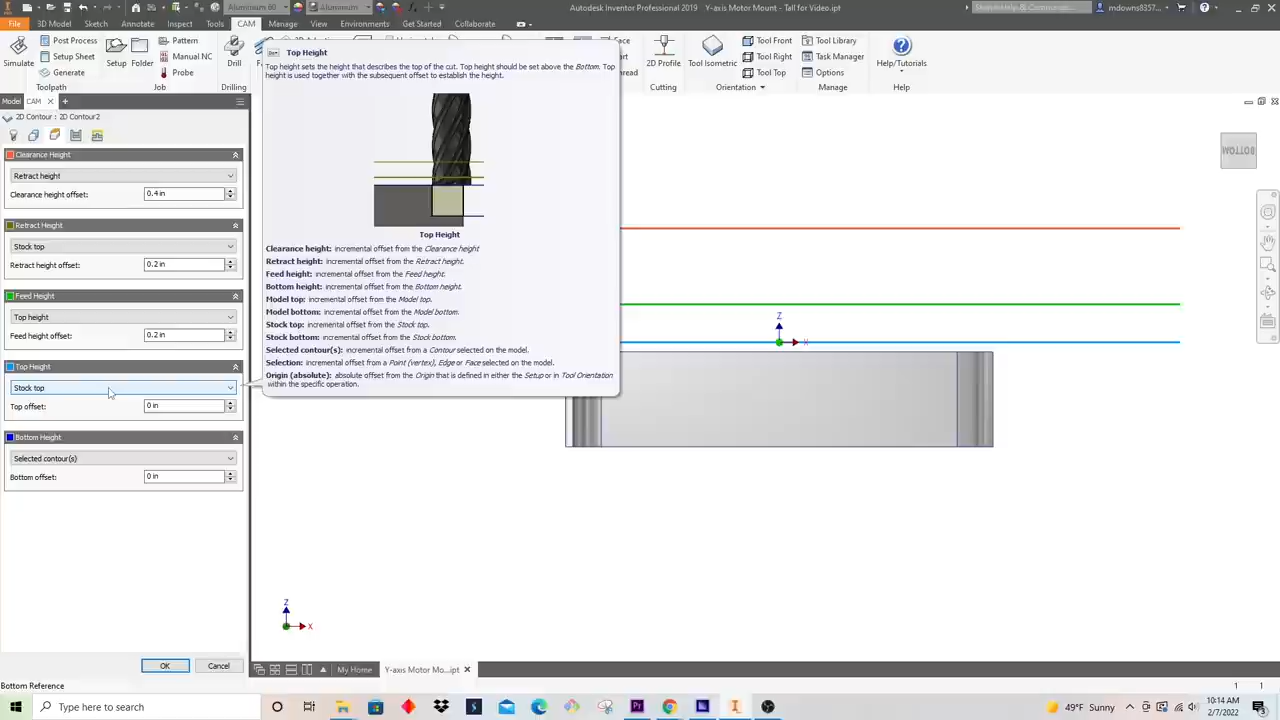 Aluminum 60
Aluminum
Autodesk Inventor Professional 2019 Y-axis Motor Mount - Tall for Video.ipt
Search Help & Commands...
mdowns8357...
File
Sketch
Annotate
Inspect
Tools
CAM
Manage
View
Environments
Get Started
Collaborate
Simulate
Post Process
Setup Sheet
Generate
Toolpath
Setup
Folder
Pattern
Manual NC
Probe
Job
Drill
Drilling
Face
2D Profile
Cutting
Tool Isometric
Tool Front
Tool Right
Tool Top
Orientation
Tool Library
Task Manager
Options
Manage
Help/Tutorials
Help
Model
CAM
2D Contour : 2D Contour2
Clearance Height
Retract height
Clearance height offset: 0.4 in
Retract Height
Stock top
Retract height offset: 0.2 in
Feed Height
Top height
Feed height offset: 0.2 in
Top Height
Stock top
Top offset: 0 in
Bottom Height
Selected contour(s)
Bottom offset: 0 in
OK
Cancel
Bottom Reference
Top Height
Top height sets the height that describes the top of the cut. Top height should be set above the Bottom. Top
height is used together with the subsequent offset to establish the height.
Top Height
Clearance height: incremental offset from the Clearance height
Retract height: incremental offset from the Retract height.
Feed height: incremental offset from the Feed height.
Bottom height: incremental offset from the Bottom height.
Model top: incremental offset from the Model top.
Model bottom: incremental offset from the Model bottom.
Stock top: incremental offset from the Stock top.
Stock bottom: incremental offset from the Stock bottom.
Selected contour(s): incremental offset from a Contour selected on the model.
Selection: incremental offset from a Point (vertex), Edge or Face selected on the model.
Origin (absolute): absolute offset from the Origin that is defined in either the Setup or in Tool Orientation
within the specific operation.
BOTTOM
Z
X
Z
X
My Home
Y-axis Motor Mo...ipt
1 1
Type here to search
49°F Sunny
10:14 AM
2/7/2022